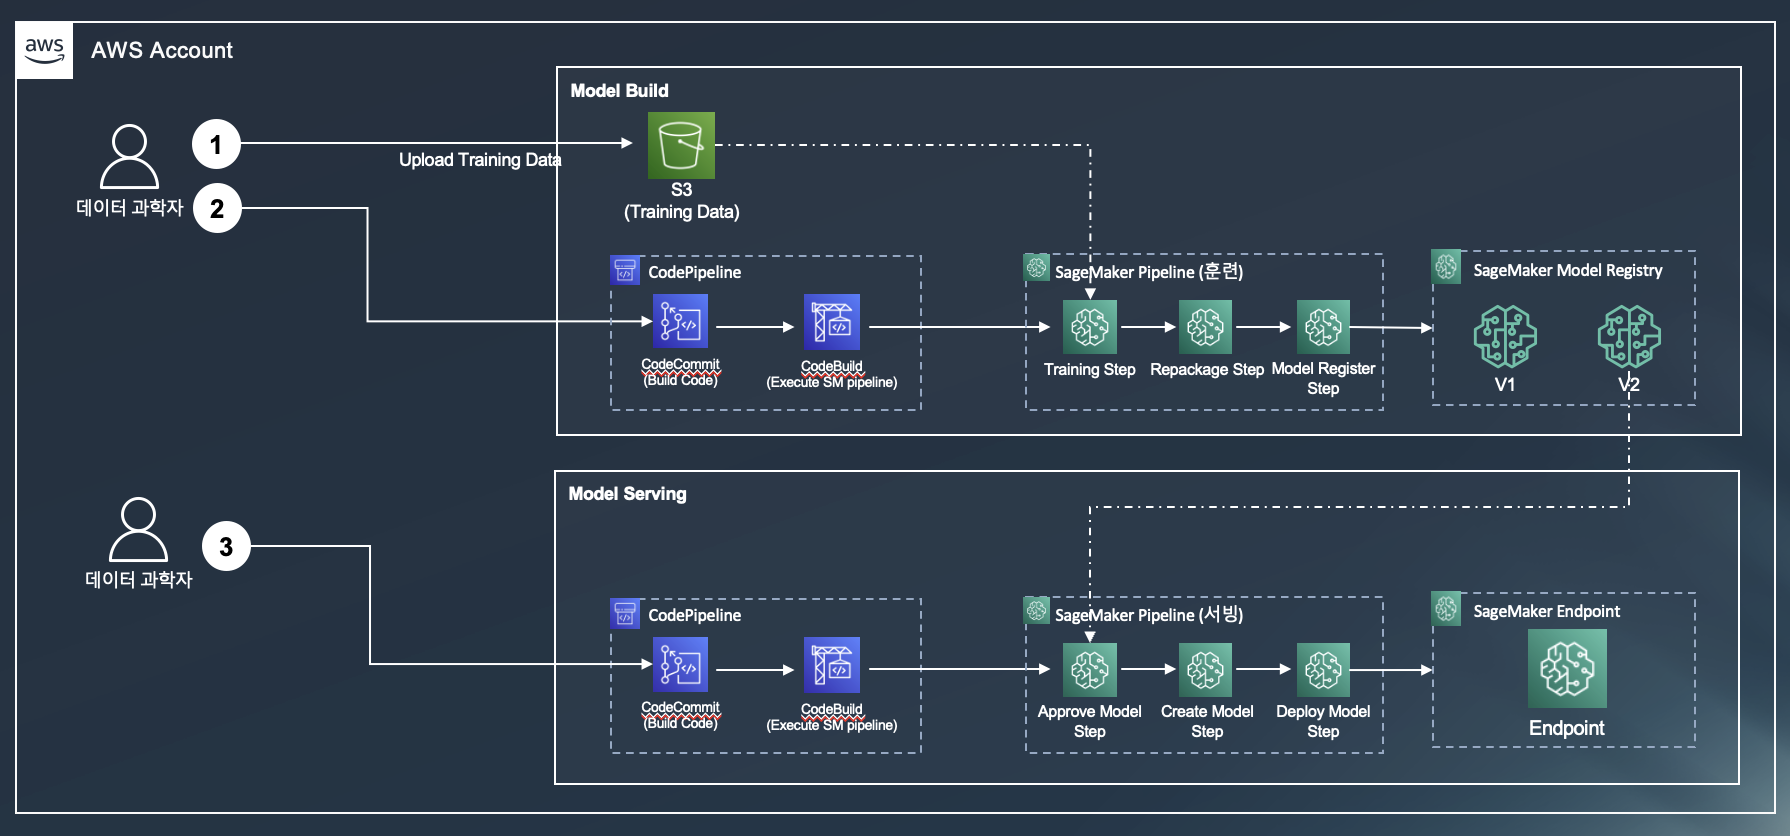 aws
AWS Account
Model Build
1
Upload Training Data
S3
(Training Data)
데이터 과학자
2
CodePipeline
CodeCommit
(Build Code)
CodeBuild
(Execute SM pipeline)
SageMaker Pipeline (훈련)
Training Step
Repackage Step
Model Register
Step
SageMaker Model Registry
V1
V2
Model Serving
3
데이터 과학자
CodePipeline
CodeCommit
(Build Code)
CodeBuild
(Execute SM pipeline)
SageMaker Pipeline (서빙)
Approve Model
Step
Create Model
Step
Deploy Model
Step
SageMaker Endpoint
Endpoint